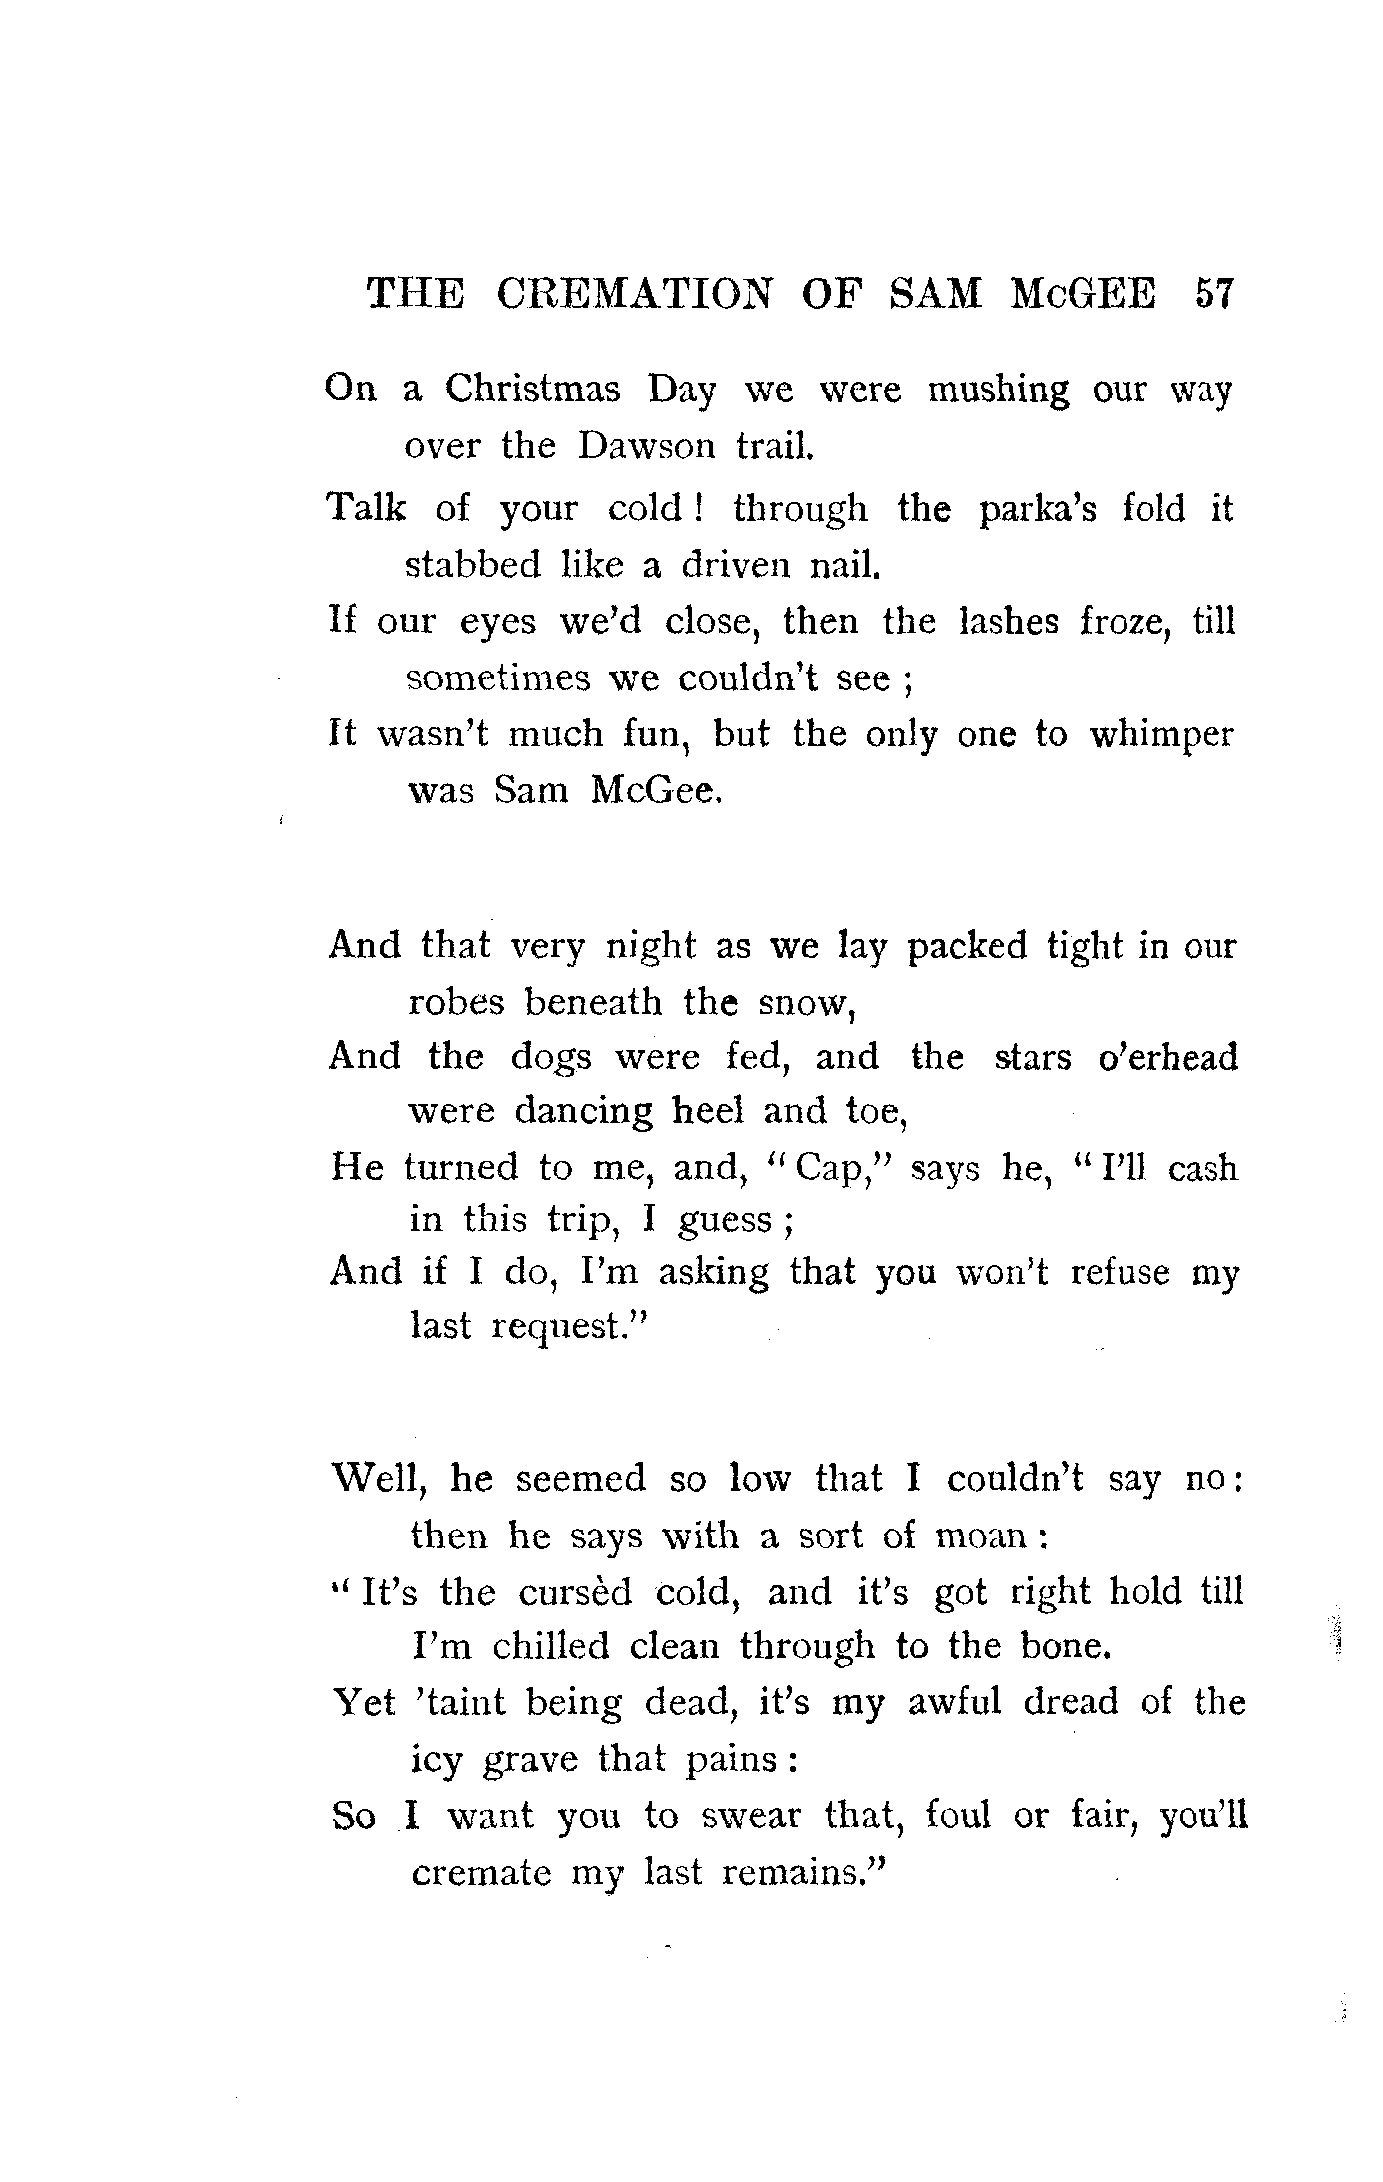 THE CREMATION OF SAM McGEE 57
On a Christmas Day we were mushing our way
over the Dawson trail.
Talk of your cold ! through the parka's fold it
stabbed like a driven nail.
If our eyes we'd close, then the lashes froze, till
sometimes we couldn't see ;
It wasn't much fun, but the only one to whimper
was Sam McGee.
And that very night as we lay packed tight in our
robes beneath the snow,
And the dogs were fed, and the stars o'erhead
were dancing heel and toe,
He turned to me, and, “ Cap,” says he, “ I'll cash
in this trip, I guess ;
And if I do, I'm asking that you won't refuse my
last request.”
Well, he seemed so low that I couldn't say no :
then he says with a sort of moan :
“ It's the cursèd cold, and it's got right hold till
I'm chilled clean through to the bone.
Yet 'taint being dead, it's my awful dread of the
icy grave that pains :
So I want you to swear that, foul or fair, you'll
cremate my last remains.”